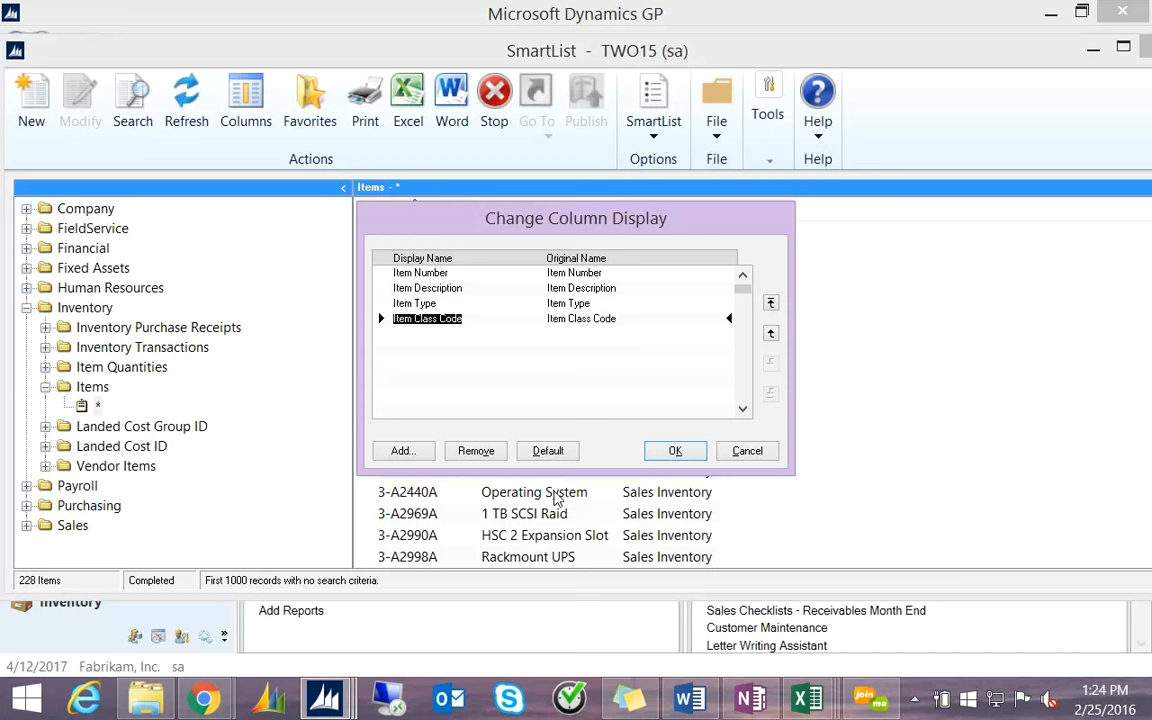 Microsoft Dynamics GP
SmartList - TWO15 (sa)
New Modify Search Refresh Columns Favorites Print Excel Word Stop Go To Publish SmartList File Tools Help
Actions Options File Help
Items - *
Company
FieldService
Financial
Fixed Assets
Human Resources
Inventory
Inventory Purchase Receipts
Inventory Transactions
Item Quantities
Items
*
Landed Cost Group ID
Landed Cost ID
Vendor Items
Payroll
Purchasing
Sales
Change Column Display
Display Name Original Name
Item Number Item Number
Item Description Item Description
Item Type Item Type
Item Class Code Item Class Code
Add... Remove Default OK Cancel
3-A2440A Operating System Sales Inventory
3-A2969A 1 TB SCSI Raid Sales Inventory
3-A2990A HSC 2 Expansion Slot Sales Inventory
3-A2998A Rackmount UPS Sales Inventory
228 Items Completed First 1000 records with no search criteria.
Inventory
Add Reports
Sales Checklists - Receivables Month End
Customer Maintenance
Letter Writing Assistant
4/12/2017 Fabrikam, Inc. sa
join me
1:24 PM
2/25/2016